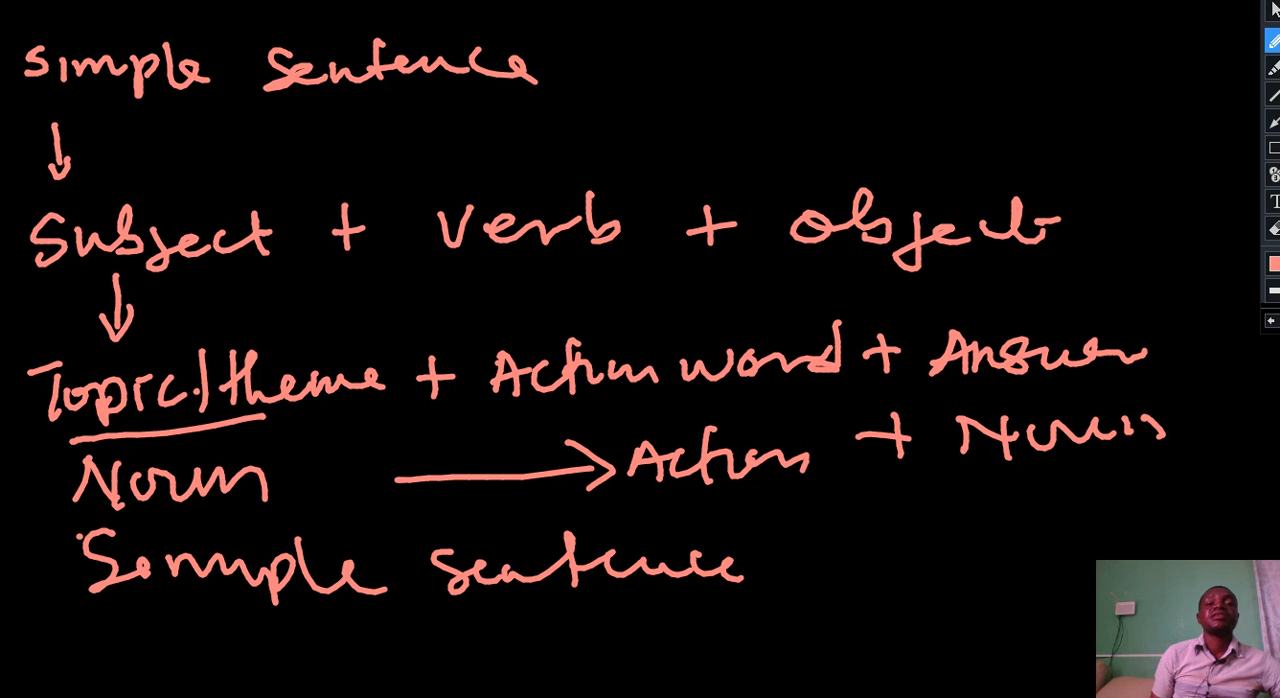 Simple Sentence
Subject + Verb + Object
Topic/theme + Action word + Answer
Noun → Action + Noun
Simple sentence